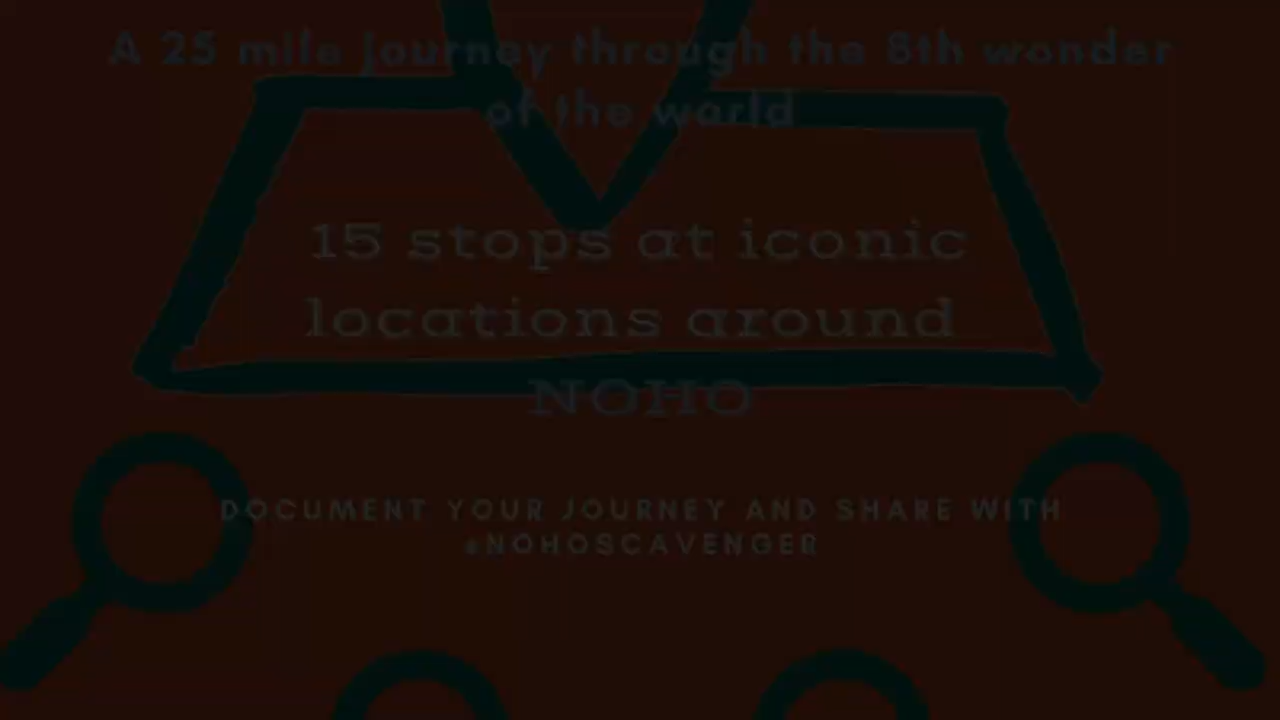 A 25 mile journey through the 8th wonder
of the world
15 stops at iconic
locations around
NOHO
DOCUMENT YOUR JOURNEY AND SHARE WITH
@NOHOSCAVENGER